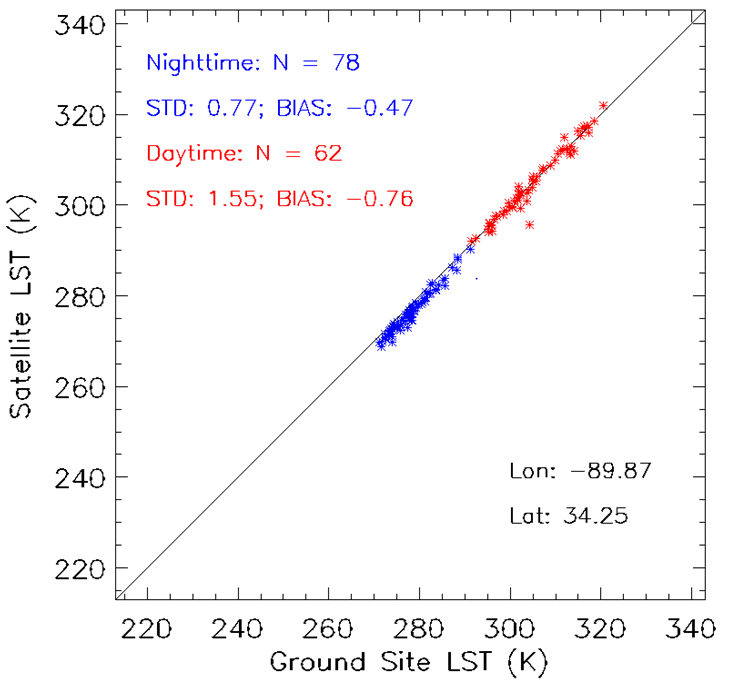 340
320
300
280
260
240
220
Satellite LST (K)
Nighttime: N = 78
STD: 0.77; BIAS: −0.47
Daytime: N = 62
STD: 1.55; BIAS: −0.76
Lon: −89.87
Lat: 34.25
220 240 260 280 300 320 340
Ground Site LST (K)